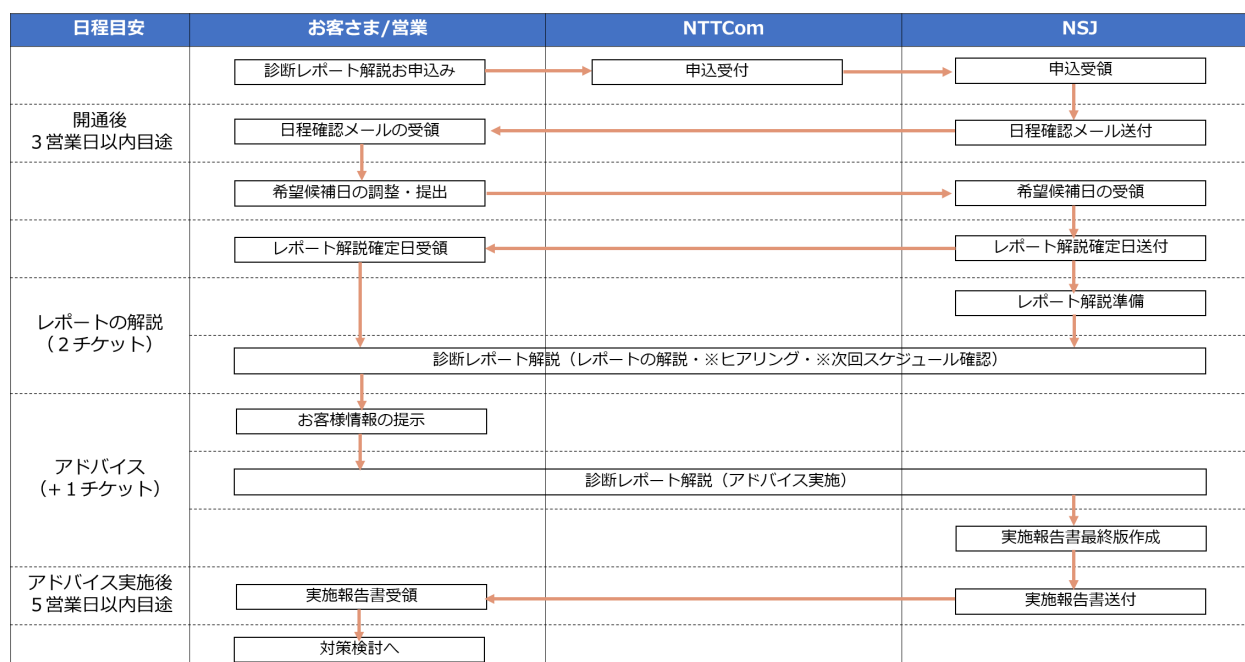 日程目安
お客さま/営業
NTTCom
NSJ
診断レポート解説お申込み
申込受付
申込受領
開通後
３営業日以内目途
日程確認メールの受領
日程確認メール送付
希望候補日の調整・提出
希望候補日の受領
レポート解説確定日受領
レポート解説確定日送付
レポートの解説
（２チケット）
レポート解説準備
診断レポート解説（レポートの解説・※ヒアリング・※次回スケジュール確認）
アドバイス
（+１チケット）
お客様情報の提示
診断レポート解説（アドバイス実施）
実施報告書最終版作成
アドバイス実施後
５営業日以内目途
実施報告書受領
実施報告書送付
対策検討へ